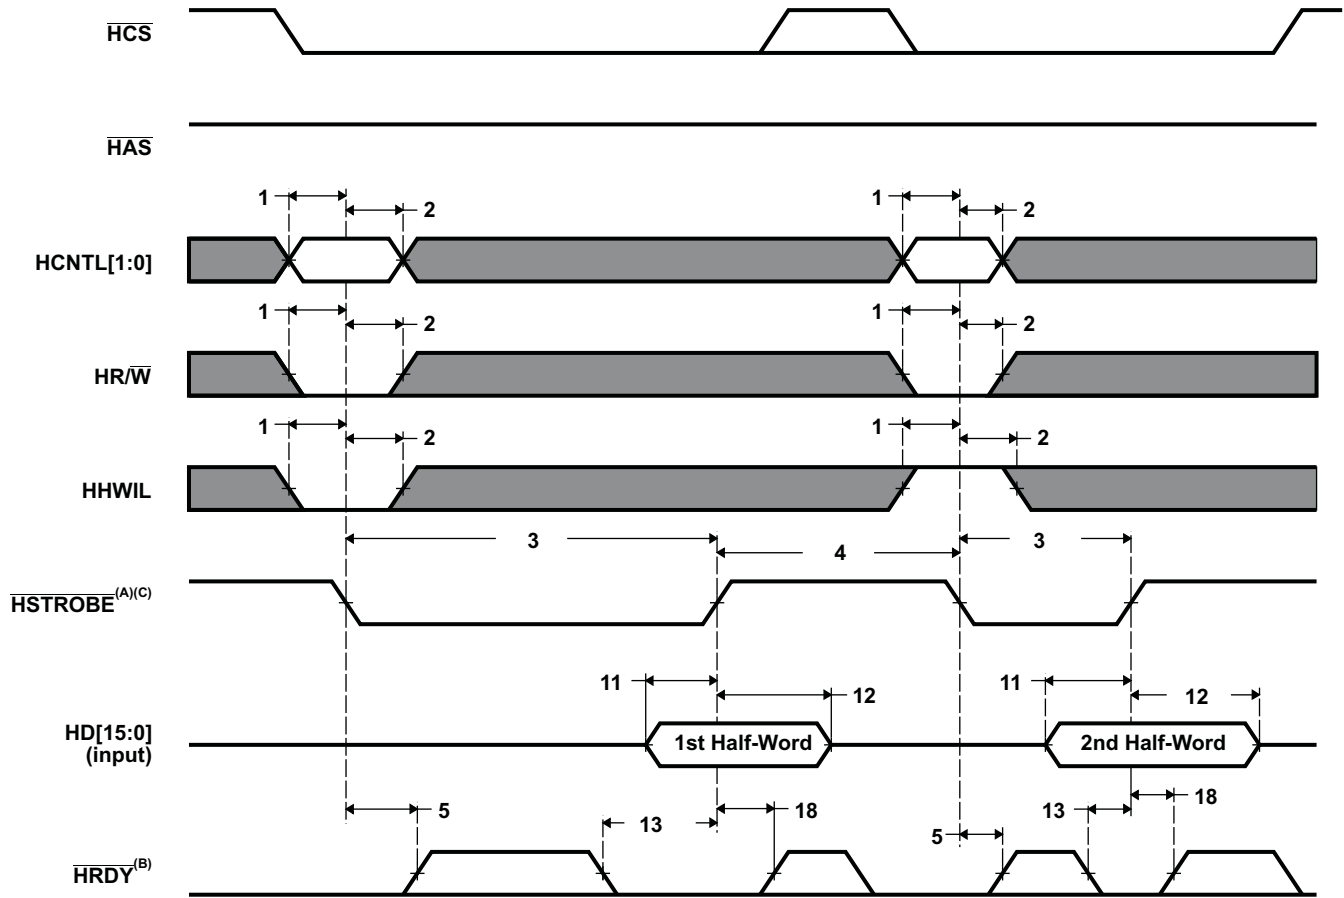 HCS
HAS
1 2 1 2
HCNTL[1:0]
1 2 1 2
HR/W
1 2 1 2
HHWIL
3 4 3
HSTROBE(A)(C)
11 12 11 12
HD[15:0]
(input)
1st Half-Word 2nd Half-Word
5 13 18 5 13 18
HRDY(B)